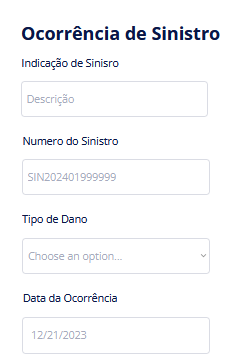 Ocorrência de Sinistro
Indicação de Sinisro
Descrição
Numero do Sinistro
SIN202401999999
Tipo de Dano
Choose an option...
Data da Ocorrência
12/21/2023